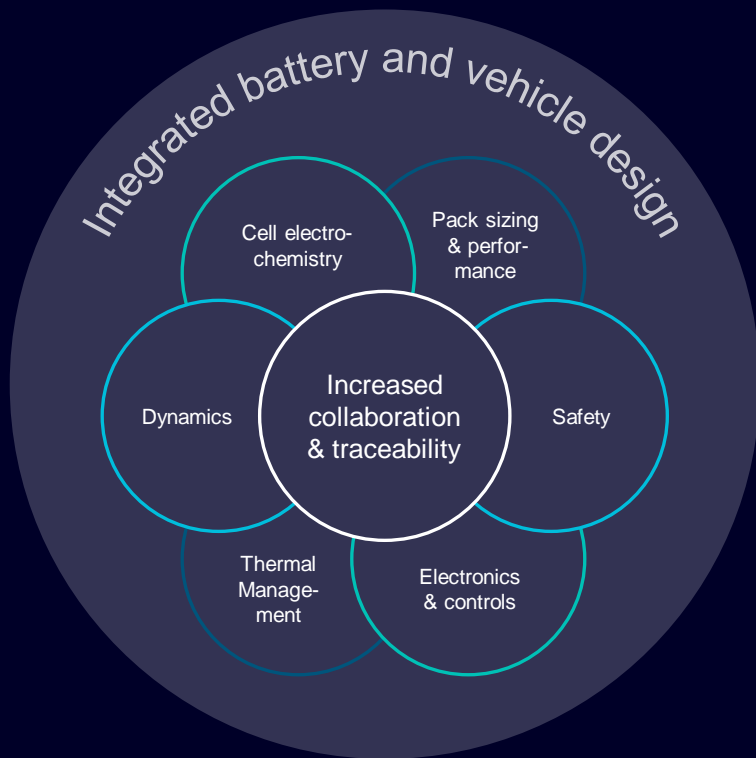 Integrated battery and vehicle design
Cell electro-
chemistry
Pack sizing
& perfor-
mance
Dynamics
Increased
collaboration
& traceability
Safety
Thermal
Manage-
ment
Electronics
& controls